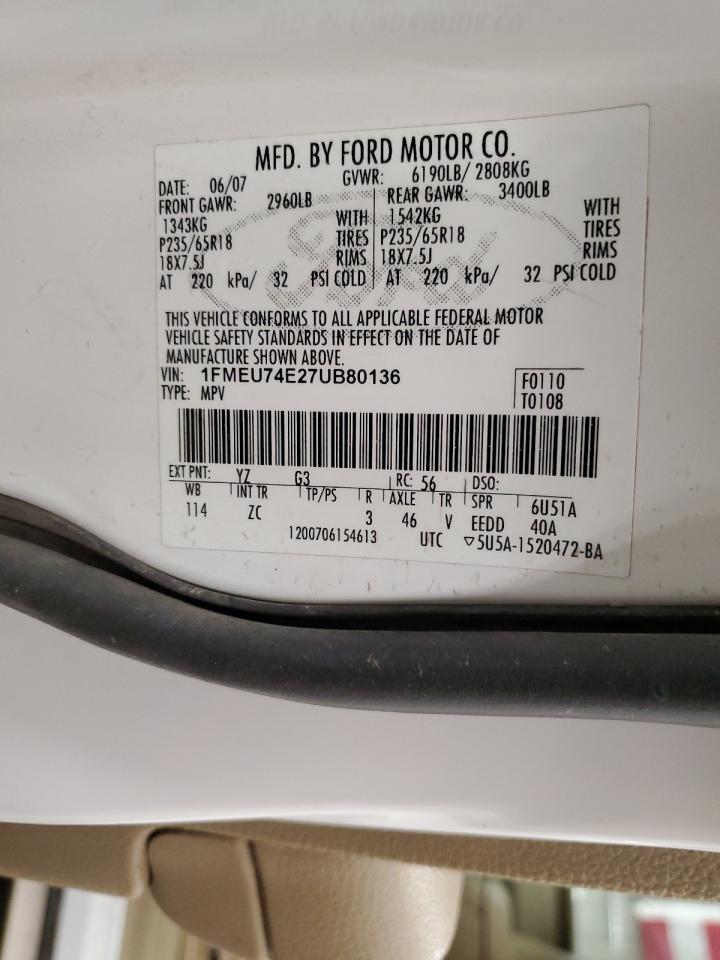 MFD. BY FORD MOTOR CO.
DATE: 06/07 GVWR: 6190LB/ 2808KG
FRONT GAWR: 2960LB REAR GAWR: 3400LB
1343KG WITH 1542KG WITH
P235/65R18 TIRES P235/65R18 TIRES
18X7.5J RIMS 18X7.5J RIMS
AT 220 kPa/ 32 PSI COLD AT 220 kPa/ 32 PSI COLD
Ford
THIS VEHICLE CONFORMS TO ALL APPLICABLE FEDERAL MOTOR
VEHICLE SAFETY STANDARDS IN EFFECT ON THE DATE OF
MANUFACTURE SHOWN ABOVE.
VIN: 1FMEU74E27UB80136 F0110
TYPE: MPV T0108
EXT PNT: YZ G3 RC: 56 DSO:
WB INT TR TP/PS R AXLE TR SPR 6U51A
114 ZC 3 46 V EEDD 40A
1200706154613 UTC ▽5U5A-1520472-BA